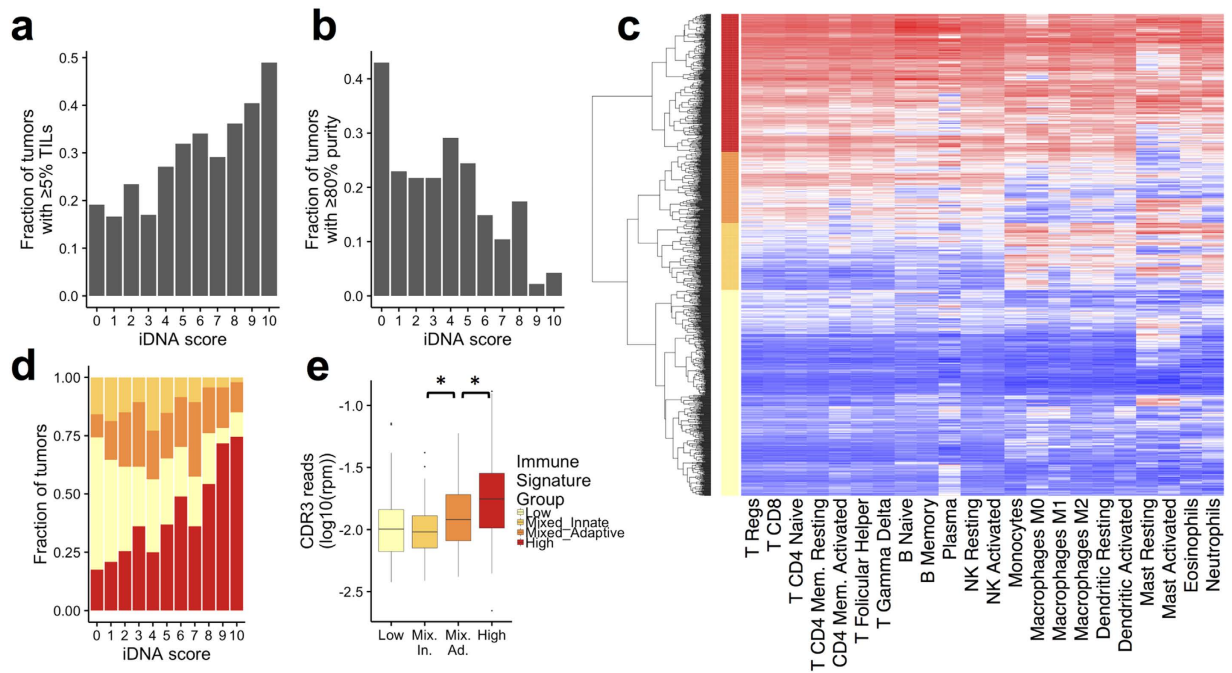 a
Fraction of tumors
with ≥5% TILs
0.5
0.4
0.3
0.2
0.1
0.0
0 1 2 3 4 5 6 7 8 9 10
iDNA score
b
Fraction of tumors
with ≥80% purity
0.4
0.3
0.2
0.1
0.0
0 1 2 3 4 5 6 7 8 9 10
iDNA score
c
T Regs
T CD8
T CD4 Naive
T CD4 Mem. Resting
CD4 Mem. Activated
T Folicular Helper
T Gamma Delta
B Naive
B Memory
Plasma
NK Resting
NK Activated
Monocytes
Macrophages M0
Macrophages M1
Macrophages M2
Dendritic Resting
Dendritic Activated
Mast Resting
Mast Activated
Eosinophils
Neutrophils
d
Fraction of tumors
1.00
0.75
0.50
0.25
0.00
0 1 2 3 4 5 6 7 8 9 10
iDNA score
e
CDR3 reads
(log10(rpm))
-1.0
-1.5
-2.0
-2.5
* *
Low Mix. In. Mix. Ad. High
Immune
Signature
Group
Low
Mixed_Innate
Mixed_Adaptive
High